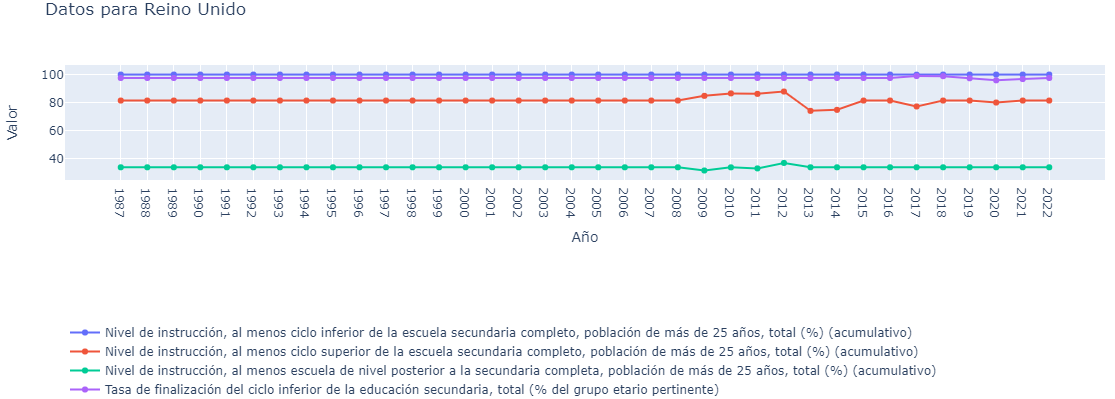 Datos para Reino Unido
Valor
100
80
60
40
1987 1988 1989 1990 1991 1992 1993 1994 1995 1996 1997 1998 1999 2000 2001 2002 2003 2004 2005 2006 2007 2008 2009 2010 2011 2012 2013 2014 2015 2016 2017 2018 2019 2020 2021 2022
Año
Nivel de instrucción, al menos ciclo inferior de la escuela secundaria completo, población de más de 25 años, total (%) (acumulativo)
Nivel de instrucción, al menos ciclo superior de la escuela secundaria completo, población de más de 25 años, total (%) (acumulativo)
Nivel de instrucción, al menos escuela de nivel posterior a la secundaria completa, población de más de 25 años, total (%) (acumulativo)
Tasa de finalización del ciclo inferior de la educación secundaria, total (% del grupo etario pertinente)